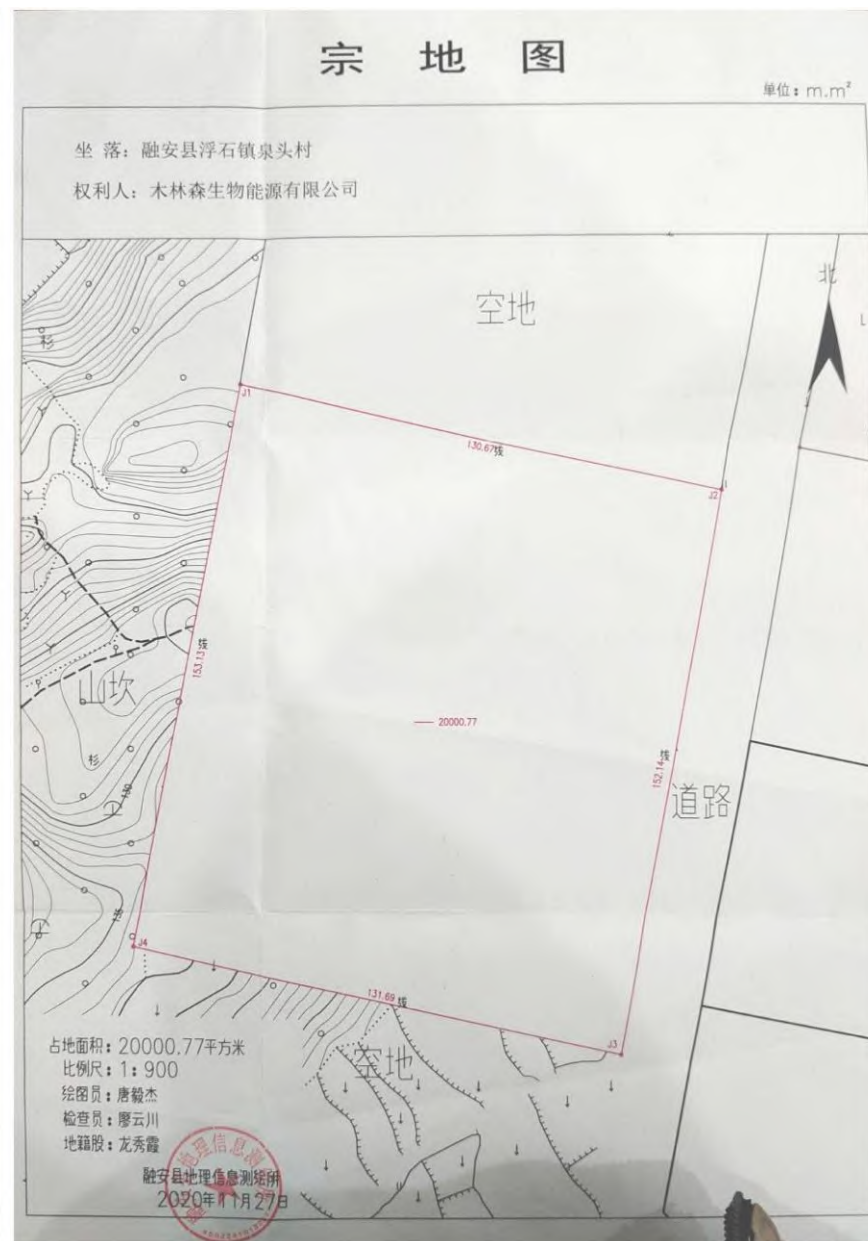 宗 地 图
单位：m.m²
坐 落：融安县浮石镇泉头村
权利人：木林森生物能源有限公司
北
空地
杉
J1
130.67
J2
153.13
山坎
20000.77
152.14
杉
道路
130
J4
131.69
J3
空地
占地面积：20000.77平方米
比例尺：1：900
绘图员：唐毅杰
检查员：廖云川
地籍股：龙秀霞
融安县地理信息测绘所
2020年11月27日